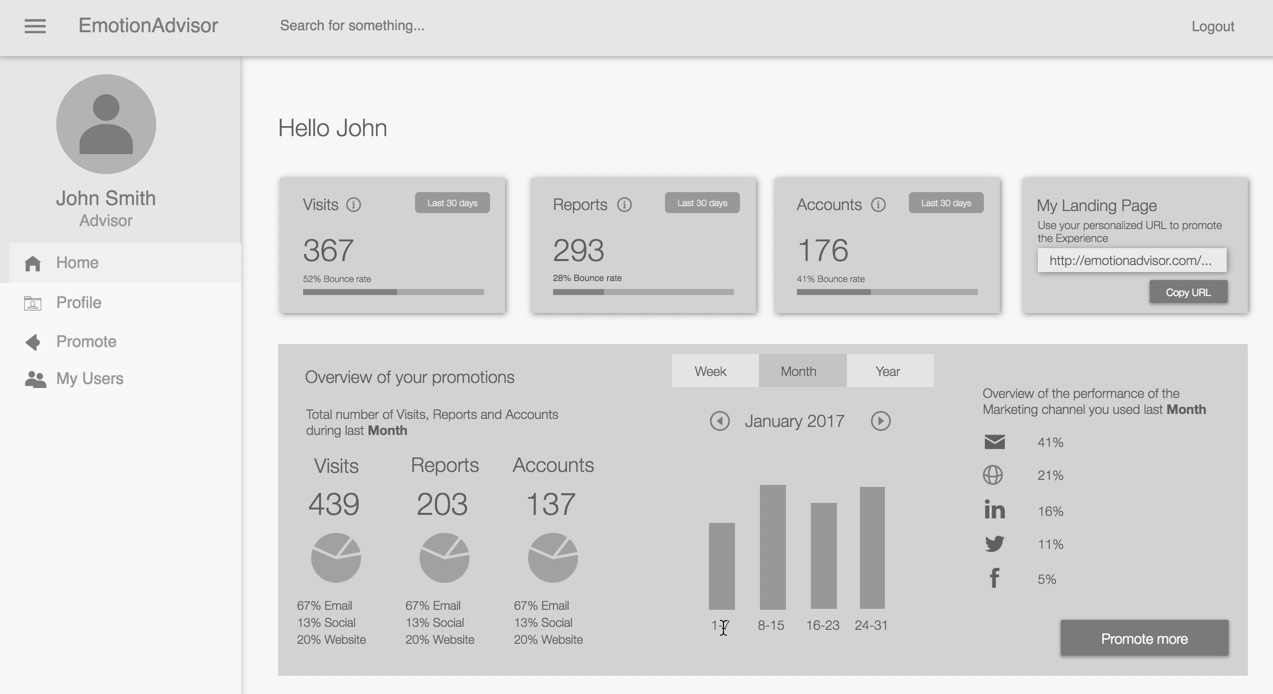 EmotionAdvisor
Search for something...
Logout
John Smith
Advisor
Home
Profile
Promote
My Users
Hello John
Visits
Last 30 days
367
52% Bounce rate
Reports
Last 30 days
293
28% Bounce rate
Accounts
Last 30 days
176
41% Bounce rate
My Landing Page
Use your personalized URL to promote
the Experience
http://emotionadvisor.com/...
Copy URL
Overview of your promotions
Total number of Visits, Reports and Accounts
during last Month
Visits
439
67% Email
13% Social
20% Website
Reports
203
67% Email
13% Social
20% Website
Accounts
137
67% Email
13% Social
20% Website
Week
Month
Year
January 2017
1-7
8-15
16-23
24-31
Overview of the performance of the
Marketing channel you used last Month
41%
21%
in
16%
11%
f
5%
Promote more